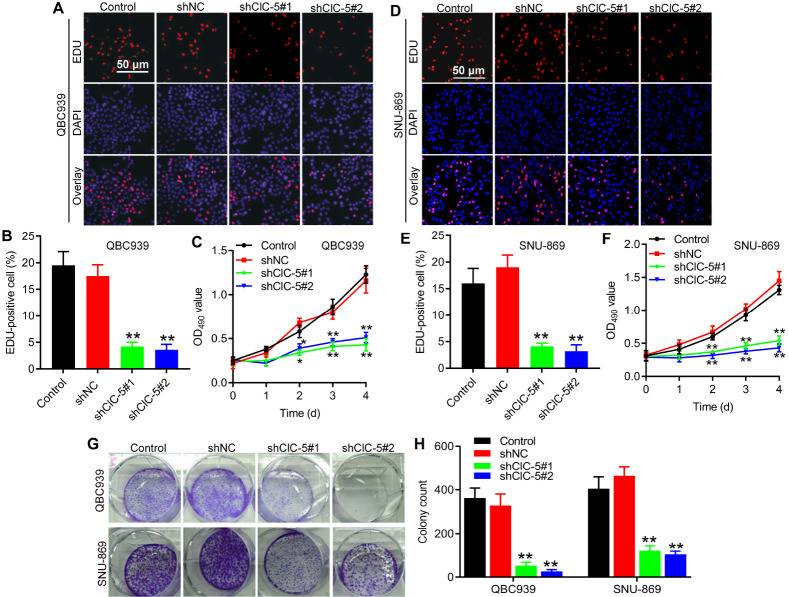 A
Control shNC shClC-5#1 shClC-5#2
EDU
50 μm
QBC939
DAPI
Overlay
D
Control shNC shClC-5#1 shClC-5#2
EDU
50 μm
SNU-869
DAPI
Overlay
B
QBC939
EDU-positive cell (%)
25
20
15
10
5
0
** **
Control shNC shClC-5#1 shClC-5#2
C
QBC939
Control
shNC
shClC-5#1
shClC-5#2
OD490 value
1.5
1.0
0.5
0.0
* ** **
* ** **
0 1 2 3 4
Time (d)
E
SNU-869
EDU-positive cell (%)
25
20
15
10
5
0
** **
Control shNC shClC-5#1 shClC-5#2
F
SNU-869
Control
shNC
shClC-5#1
shClC-5#2
OD490 value
2.0
1.5
1.0
0.5
0.0
** ** **
** ** **
0 1 2 3 4
Time (d)
G
Control shNC shClC-5#1 shClC-5#2
QBC939
SNU-869
H
Control
shNC
shClC-5#1
shClC-5#2
Colony count
600
400
200
0
** **
** **
QBC939 SNU-869